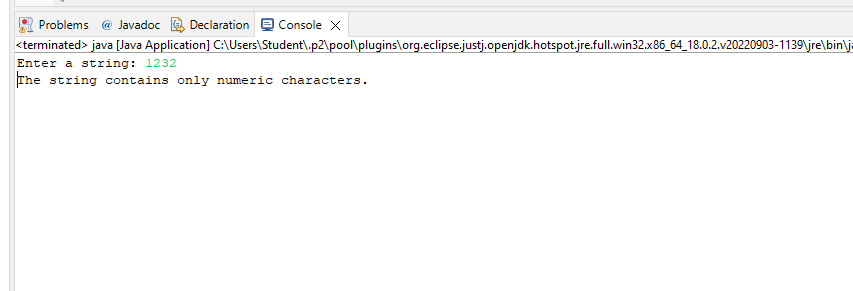 Problems @ Javadoc Declaration Console
<terminated> java [Java Application] C:\Users\Student\.p2\pool\plugins\org.eclipse.justj.openjdk.hotspot.jre.full.win32.x86_64_18.0.2.v20220903-1139\jre\bin\ja
Enter a string: 1232
The string contains only numeric characters.